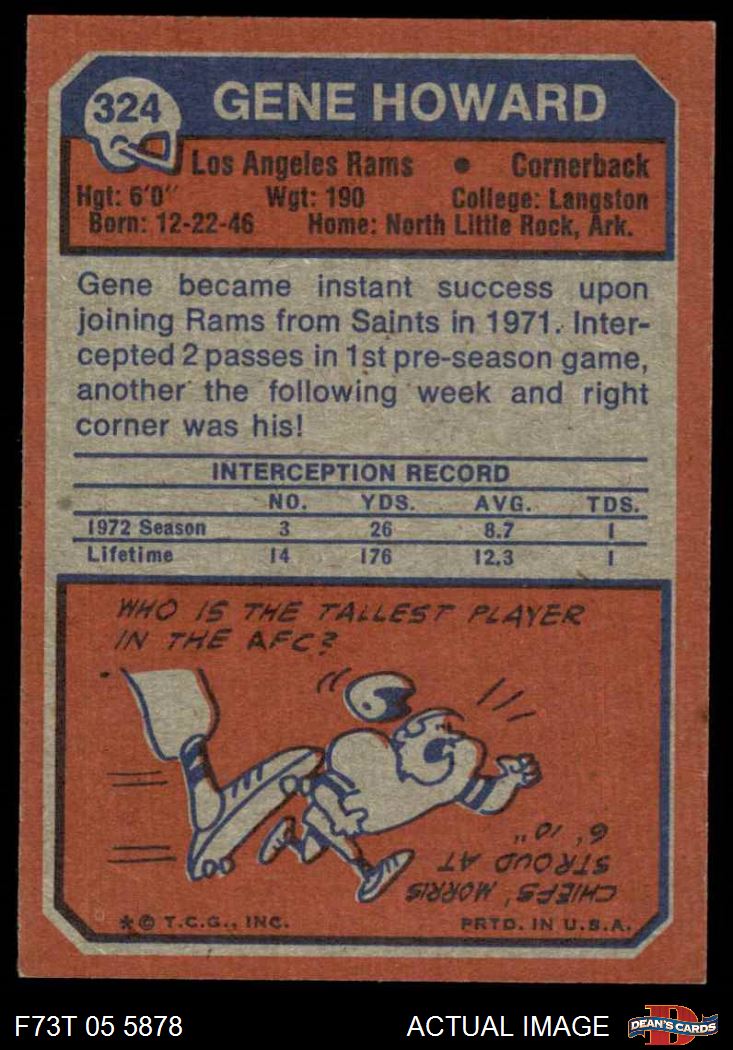 324
GENE HOWARD
Los Angeles Rams • Cornerback
Hgt: 6'0" Wgt: 190 College: Langston
Born: 12-22-46 Home: North Little Rock, Ark.
Gene became instant success upon
joining Rams from Saints in 1971. Inter-
cepted 2 passes in 1st pre-season game,
another the following week and right
corner was his!
INTERCEPTION RECORD
NO. YDS. AVG. TDS.
1972 Season 3 26 8.7 1
Lifetime 14 176 12.3 1
WHO IS THE TALLEST PLAYER
IN THE AFC?
CHIEFS' MORRIS
STROUD AT
6' 10"
* © T.C.G., INC. PRTD. IN U.S.A.
F73T 05 5878 ACTUAL IMAGE
D
DEAN'S CARDS